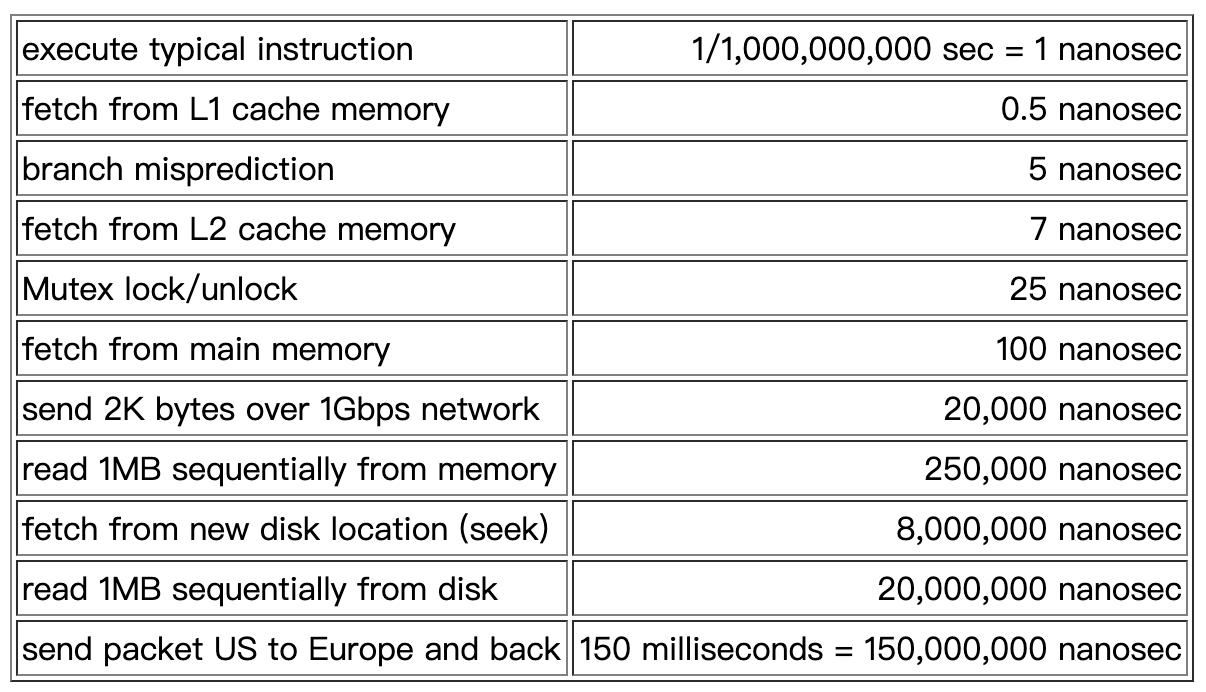 execute typical instruction 1/1,000,000,000 sec = 1 nanosec
fetch from L1 cache memory 0.5 nanosec
branch misprediction 5 nanosec
fetch from L2 cache memory 7 nanosec
Mutex lock/unlock 25 nanosec
fetch from main memory 100 nanosec
send 2K bytes over 1Gbps network 20,000 nanosec
read 1MB sequentially from memory 250,000 nanosec
fetch from new disk location (seek) 8,000,000 nanosec
read 1MB sequentially from disk 20,000,000 nanosec
send packet US to Europe and back 150 milliseconds = 150,000,000 nanosec